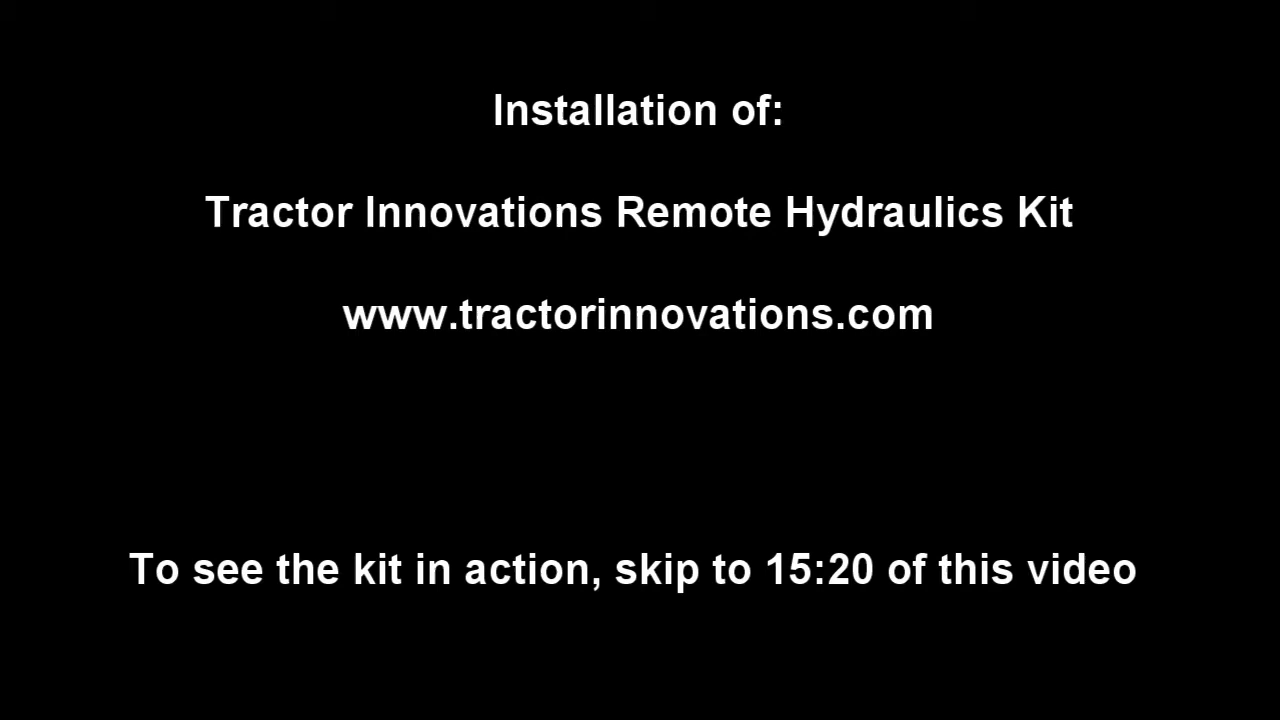 Installation of:
Tractor Innovations Remote Hydraulics Kit
www.tractorinnovations.com
To see the kit in action, skip to 15:20 of this video